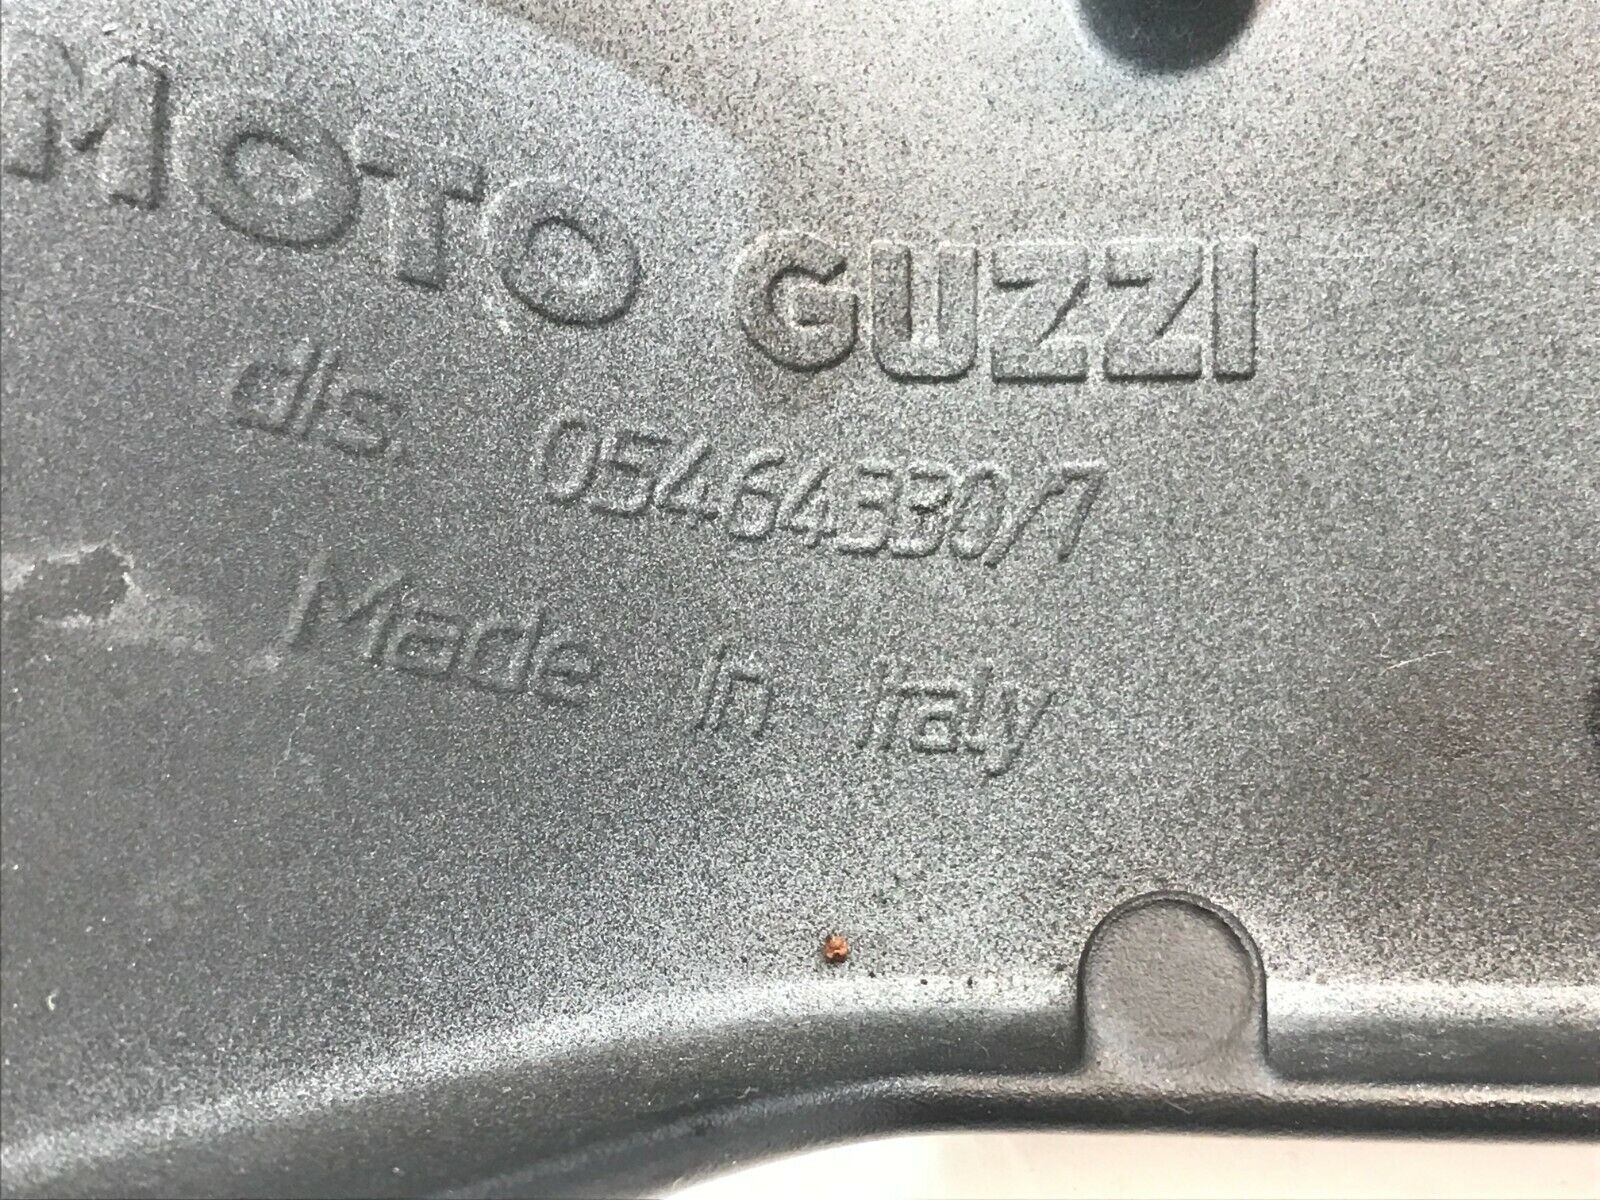 MOTO GUZZI
dis. 05464330/7
Made in Italy